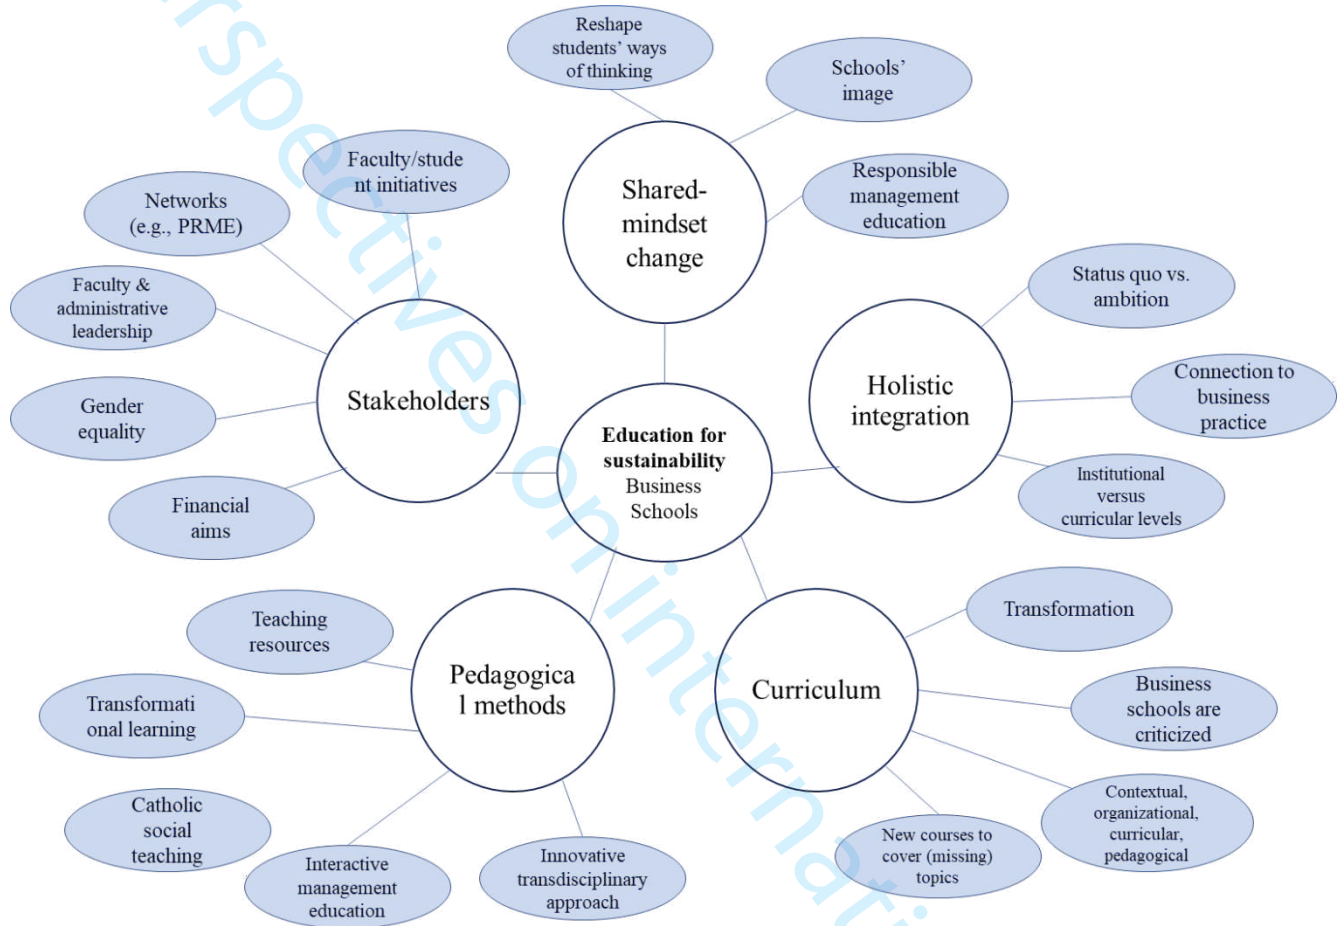 Reshape
students’ ways
of thinking
Schools’
image
Responsible
management
education
Shared-
mindset
change
Faculty/stude
nt initiatives
Networks
(e.g., PRME)
Faculty &
administrative
leadership
Gender
equality
Financial
aims
Stakeholders
Status quo vs.
ambition
Connection to
business
practice
Institutional
versus
curricular levels
Holistic
integration
Education for
sustainability
Business
Schools
Teaching
resources
Transformati
onal learning
Catholic
social
teaching
Interactive
management
education
Innovative
transdisciplinary
approach
Pedagogica
l methods
Curriculum
Transformation
Business
schools are
criticized
Contextual,
organizational,
curricular,
pedagogical
New courses to
cover (missing)
topics
rspectives on internati